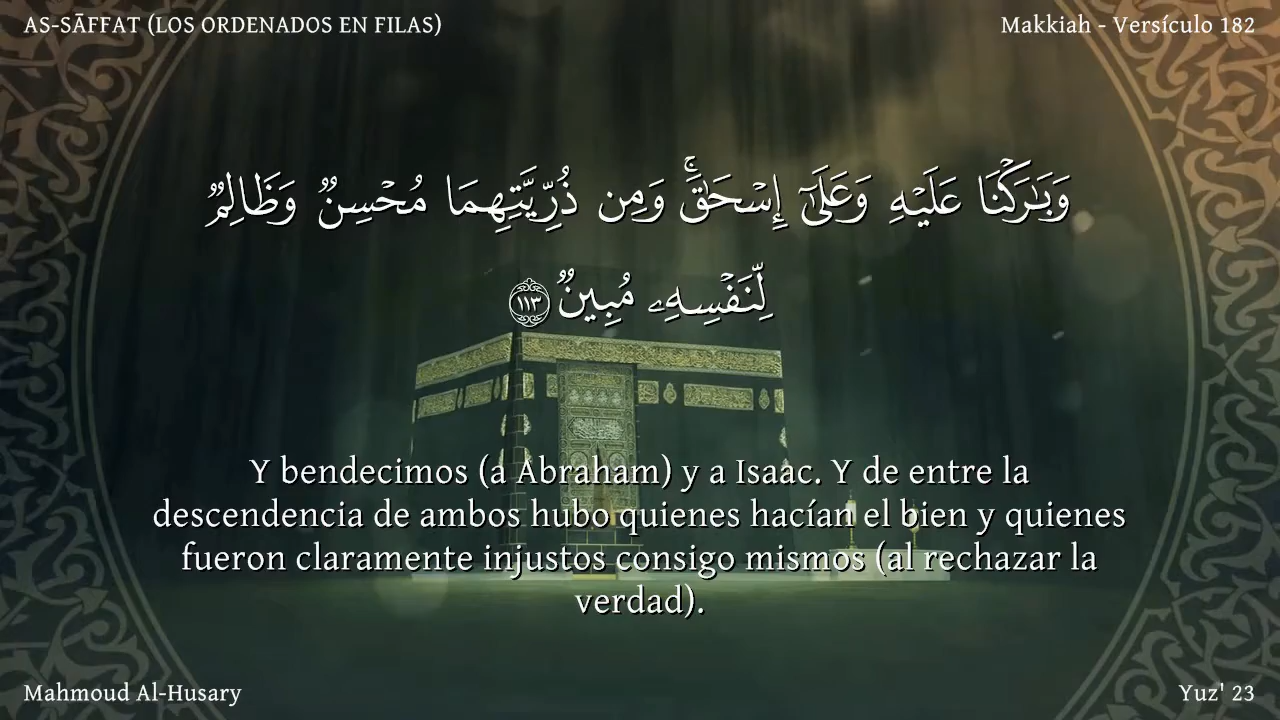 AS-SĀFFAT (LOS ORDENADOS EN FILAS)
Makkiah - Versículo 182
وَبَٰرَكْنَا عَلَيْهِ وَعَلَىٰٓ إِسْحَٰقَ ۚ وَمِن ذُرِّيَّتِهِمَا مُحْسِنٌ وَظَالِمٌ
لِّنَفْسِهِۦ مُبِينٌ ١١٣
Y bendecimos (a Abraham) y a Isaac. Y de entre la
descendencia de ambos hubo quienes hacían el bien y quienes
fueron claramente injustos consigo mismos (al rechazar la
verdad).
Mahmoud Al-Husary
Yuz' 23